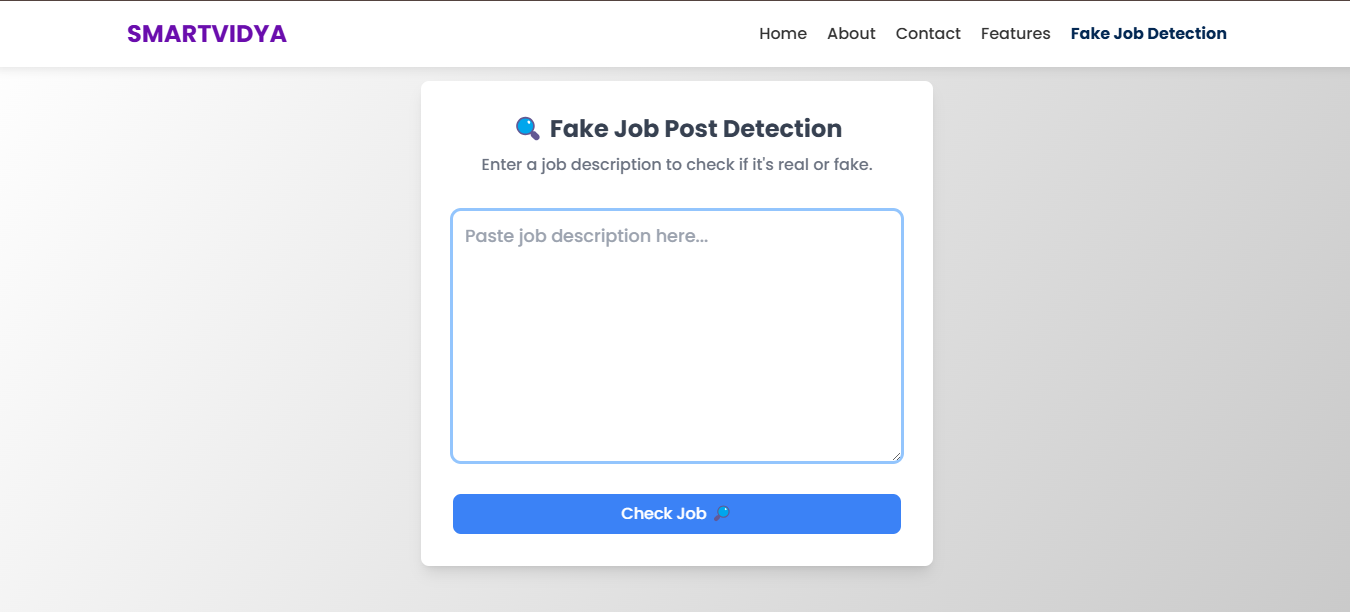 SMARTVIDYA
Home About Contact Features Fake Job Detection
🔍 Fake Job Post Detection
Enter a job description to check if it's real or fake.
Paste job description here...
Check Job 🔎